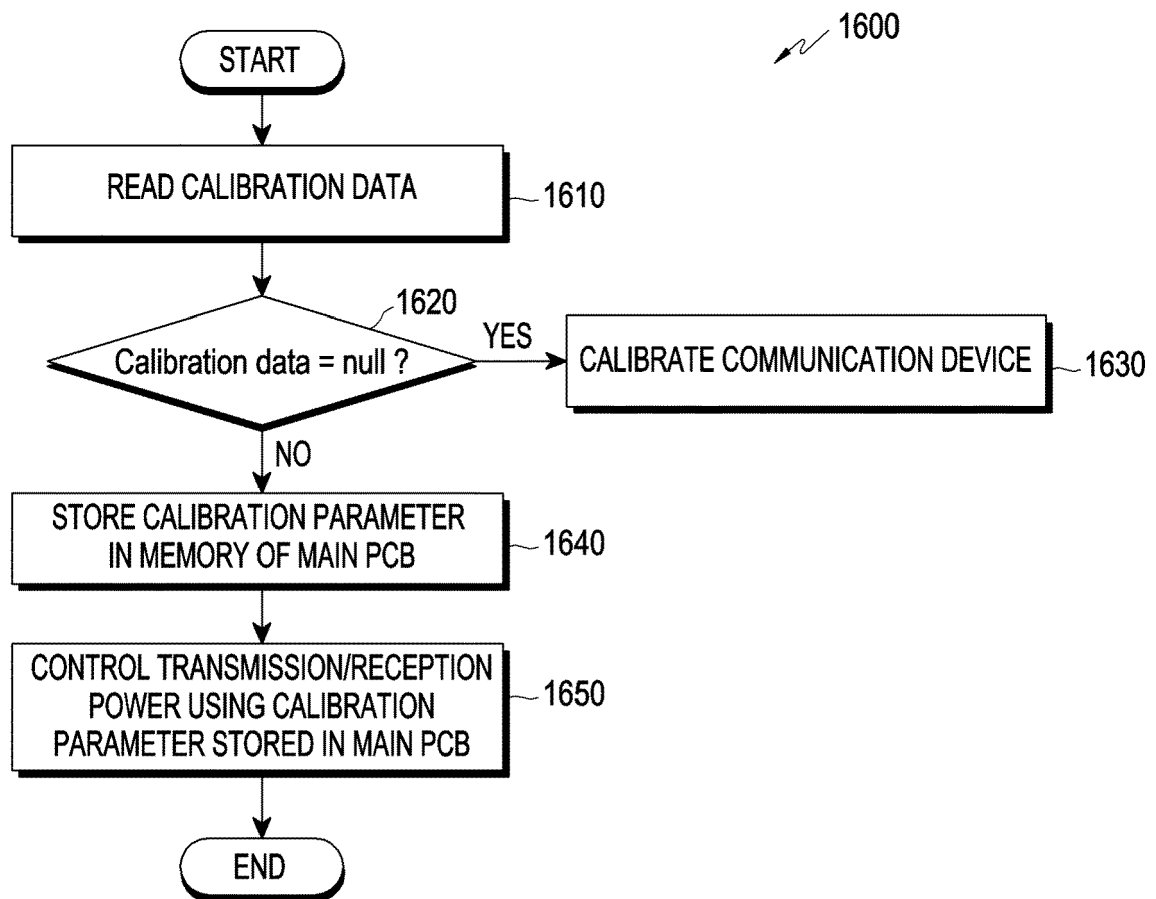 1600
START
READ CALIBRATION DATA
1610
1620
Calibration data = null ?
YES
CALIBRATE COMMUNICATION DEVICE
1630
NO
STORE CALIBRATION PARAMETER
IN MEMORY OF MAIN PCB
1640
CONTROL TRANSMISSION/RECEPTION
POWER USING CALIBRATION
PARAMETER STORED IN MAIN PCB
1650
END